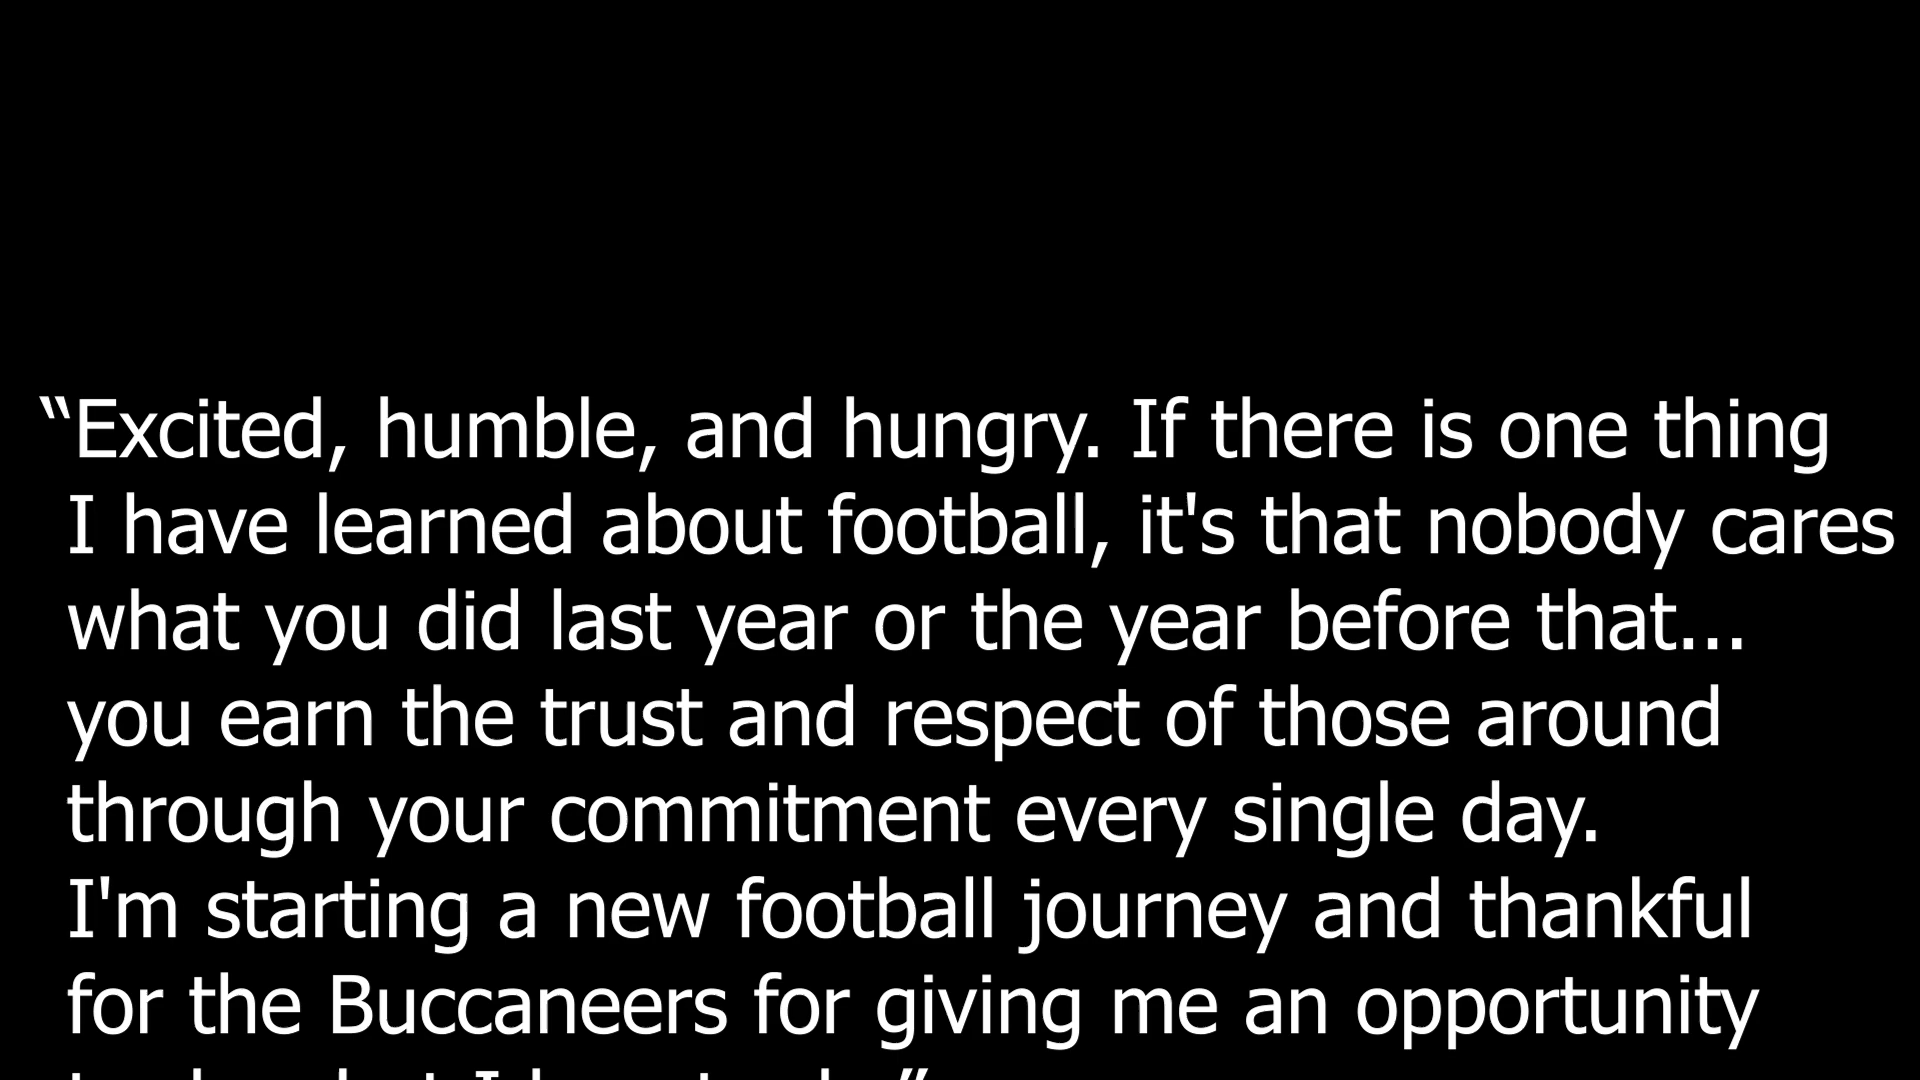 “Excited, humble, and hungry. If there is one thing
I have learned about football, it's that nobody cares
what you did last year or the year before that...
you earn the trust and respect of those around
through your commitment every single day.
I'm starting a new football journey and thankful
for the Buccaneers for giving me an opportunity